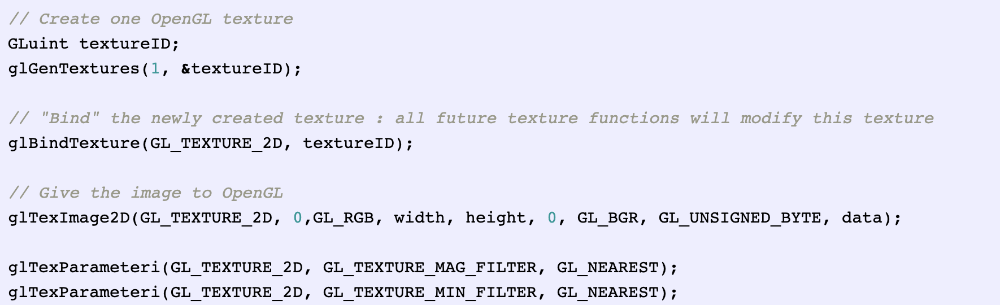 // Create one OpenGL texture
GLuint textureID;
glGenTextures(1, &textureID);
// "Bind" the newly created texture : all future texture functions will modify this texture
glBindTexture(GL_TEXTURE_2D, textureID);
// Give the image to OpenGL
glTexImage2D(GL_TEXTURE_2D, 0,GL_RGB, width, height, 0, GL_BGR, GL_UNSIGNED_BYTE, data);
glTexParameteri(GL_TEXTURE_2D, GL_TEXTURE_MAG_FILTER, GL_NEAREST);
glTexParameteri(GL_TEXTURE_2D, GL_TEXTURE_MIN_FILTER, GL_NEAREST);